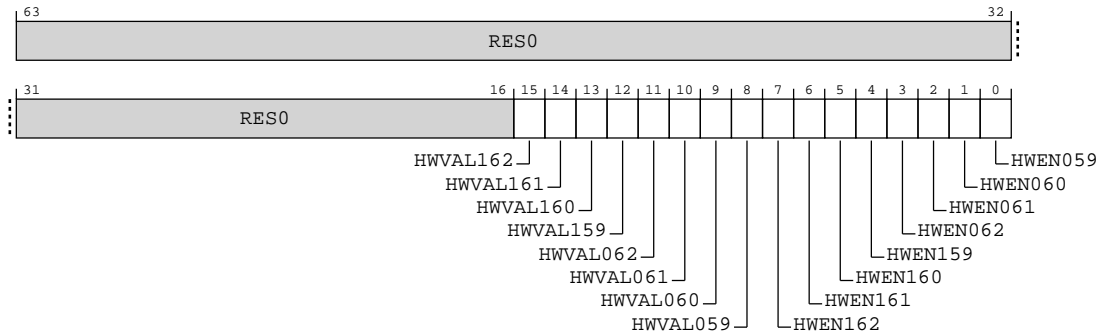 63 32
RES0
31 16 15 14 13 12 11 10 9 8 7 6 5 4 3 2 1 0
RES0
HWVAL162 HWEN059
HWVAL161 HWEN060
HWVAL160 HWEN061
HWVAL159 HWEN062
HWVAL062 HWEN159
HWVAL061 HWEN160
HWVAL060 HWEN161
HWVAL059 HWEN162